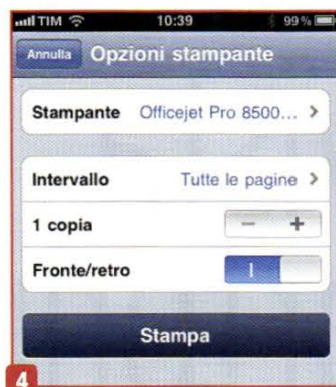 TIM 10:39 99%
Annulla Opzioni stampante
Stampante Officejet Pro 8500... >
Intervallo Tutte le pagine >
1 copia - +
Fronte/retro I
Stampa
4